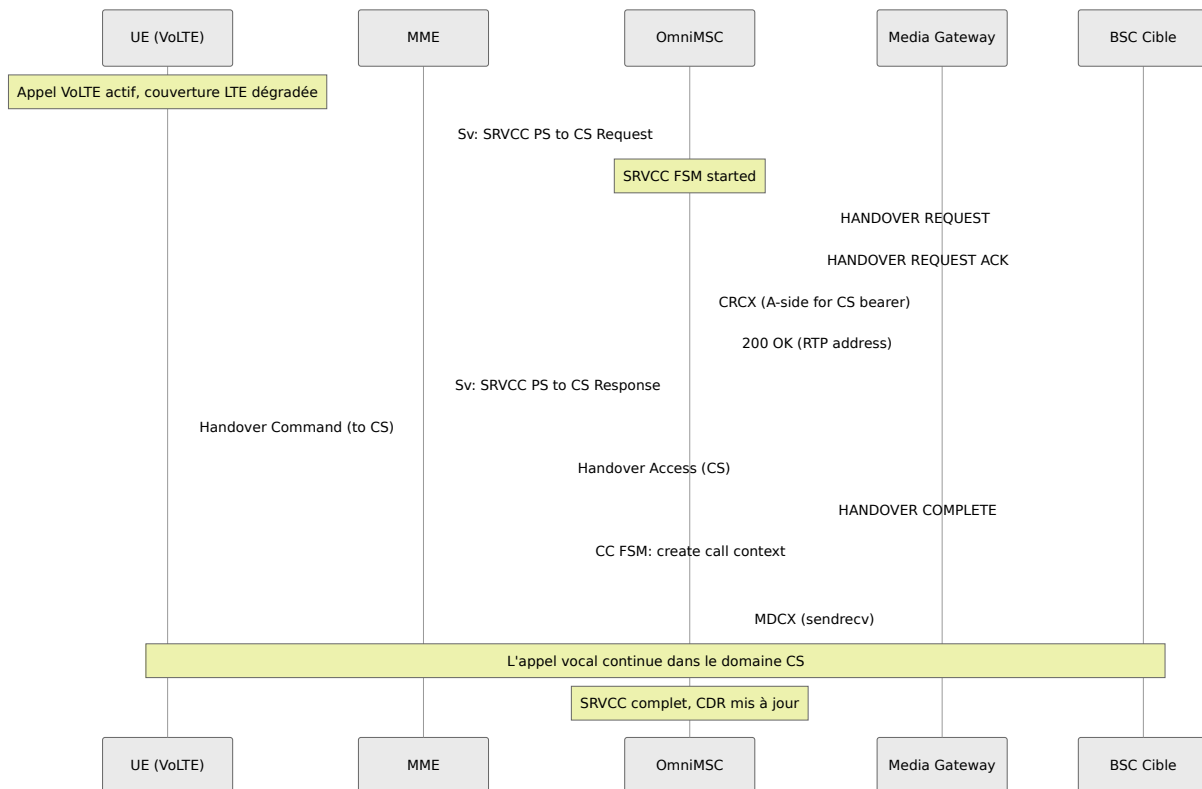 UE (VoLTE)
MME
OmniMSC
Media Gateway
BSC Cible
Appel VoLTE actif, couverture LTE dégradée
Sv: SRVCC PS to CS Request
SRVCC FSM started
HANDOVER REQUEST
HANDOVER REQUEST ACK
CRCX (A-side for CS bearer)
200 OK (RTP address)
Sv: SRVCC PS to CS Response
Handover Command (to CS)
Handover Access (CS)
HANDOVER COMPLETE
CC FSM: create call context
MDCX (sendrecv)
L'appel vocal continue dans le domaine CS
SRVCC complet, CDR mis à jour
UE (VoLTE)
MME
OmniMSC
Media Gateway
BSC Cible